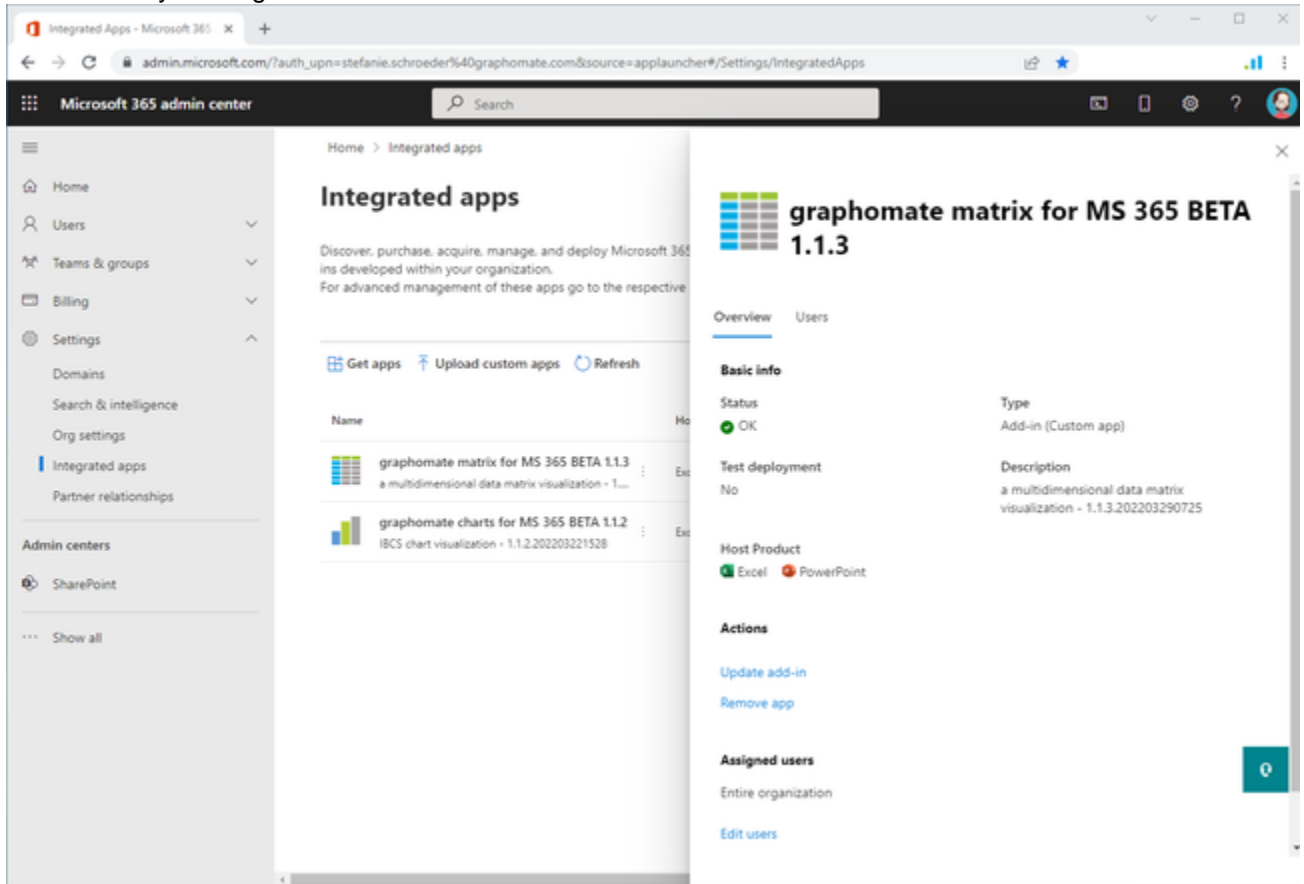 Integrated Apps - Microsoft 365
admin.microsoft.com/?auth_upn=stefanie.schroeder%40graphomate.com&source=applauncher#/Settings/IntegratedApps
Microsoft 365 admin center
Search
?
Home
Users
Teams & groups
Billing
Settings
Domains
Search & intelligence
Org settings
Integrated apps
Partner relationships
Admin centers
SharePoint
Show all
Home > Integrated apps
Integrated apps
Discover, purchase, acquire, manage, and deploy Microsoft 365
ins developed within your organization.
For advanced management of these apps go to the respective
Get apps
Upload custom apps
Refresh
Name
Ho
graphomate matrix for MS 365 BETA 1.1.3
a multidimensional data matrix visualization - 1....
Exc
graphomate charts for MS 365 BETA 1.1.2
IBCS chart visualization - 1.1.2.202203221528
Exc
graphomate matrix for MS 365 BETA
1.1.3
Overview
Users
Basic info
Status
OK
Type
Add-in (Custom app)
Test deployment
No
Description
a multidimensional data matrix
visualization - 1.1.3.202203290725
Host Product
Excel
PowerPoint
Actions
Update add-in
Remove app
Assigned users
Entire organization
Edit users